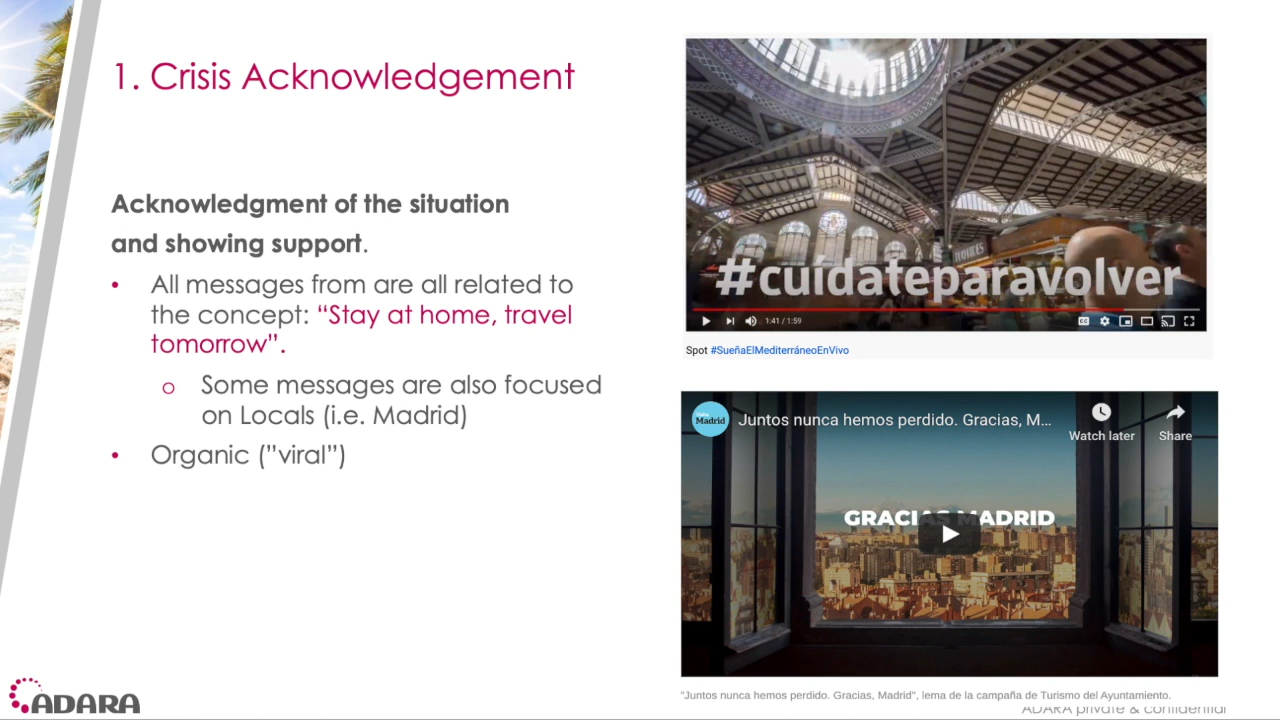 1. Crisis Acknowledgement
Acknowledgment of the situation
and showing support.
• All messages from are all related to
the concept: “Stay at home, travel
tomorrow”.
o Some messages are also focused
on Locals (i.e. Madrid)
• Organic (”viral”)
#cuídateparavolver
1:41 / 1:59
CC
Spot #SueñaElMediterráneoEnVivo
Madrid
Juntos nunca hemos perdido. Gracias, M...
Watch later
Share
GRACIAS MADRID
"Juntos nunca hemos perdido. Gracias, Madrid", lema de la campaña de Turismo del Ayuntamiento.
ADARA
ADARA private & confidential